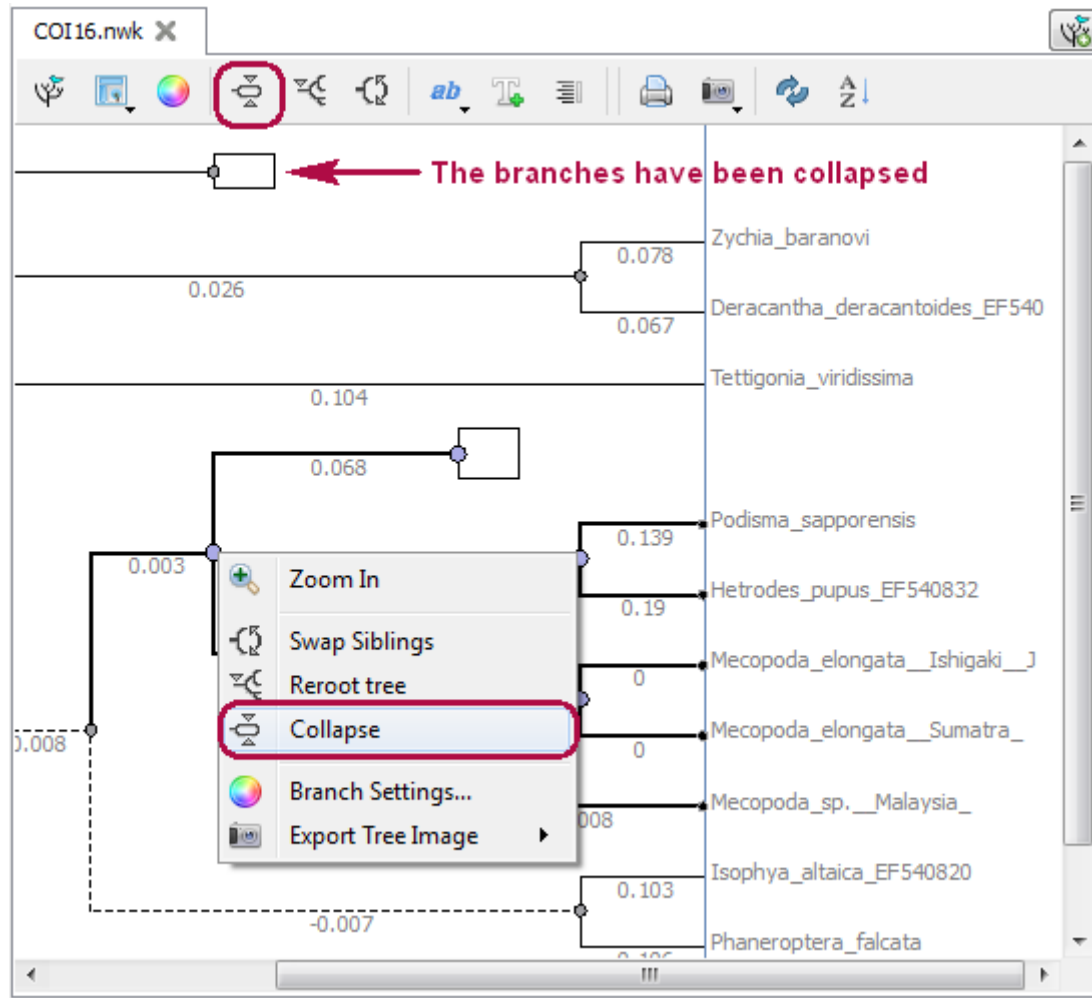 COI16.nwk
ab
A
Z
The branches have been collapsed
Zychia_baranovi
0.078
0.026
Deracantha_deracantoides_EF540
0.067
Tettigonia_viridissima
0.104
0.068
Podisma_sapporensis
0.139
0.003
Zoom In
Hetrodes_pupus_EF540832
0.19
Swap Siblings
Mecopoda_elongata__Ishigaki__J
0
Reroot tree
Collapse
Mecopoda_elongata__Sumatra_
0.008
0
Branch Settings...
Mecopoda_sp.__Malaysia_
008
Export Tree Image
Isophya_altaica_EF540820
0.103
-0.007
Phaneroptera_falcata